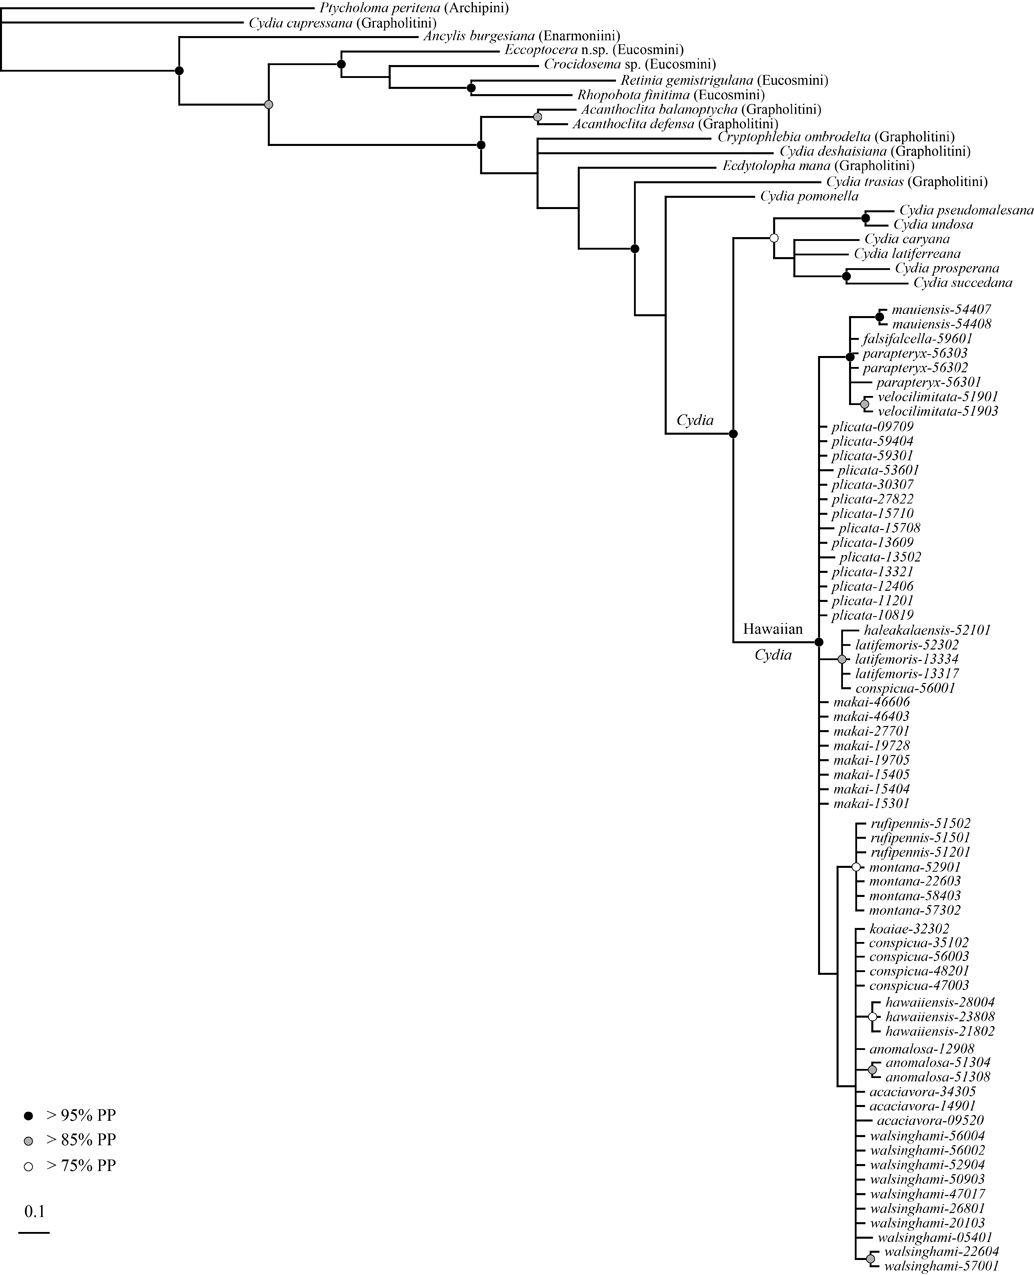 Ptycholoma peritena (Archipini)
Cydia cupressana (Grapholitini)
Ancylis burgesiana (Enarmoniini)
Eccoptocera n.sp. (Eucosmini)
Crocidosema sp. (Eucosmini)
Retinia gemistrigulana (Eucosmini)
Rhopobota finitima (Eucosmini)
Acanthoclita balanoptycha (Grapholitini)
Acanthoclita defensa (Grapholitini)
Cryptophlebia ombrodelta (Grapholitini)
Cydia deshaisiana (Grapholitini)
Ecdytolopha mana (Grapholitini)
Cydia trasias (Grapholitini)
Cydia pomonella
Cydia pseudomalesana
Cydia undosa
Cydia caryana
Cydia latiferreana
Cydia prosperana
Cydia succedana
mauiensis-54407
mauiensis-54408
falsifalcella-59601
parapteryx-56303
parapteryx-56302
parapteryx-56301
velocilimitata-51901
velocilimitata-51903
Cydia
plicata-09709
plicata-59404
plicata-59301
plicata-53601
plicata-30307
plicata-27822
plicata-15710
plicata-15708
plicata-13609
plicata-13502
plicata-13321
plicata-12406
plicata-11201
plicata-10819
Hawaiian
Cydia
haleakalaensis-52101
latifemoris-52302
latifemoris-13334
latifemoris-13317
conspicua-56001
makai-46606
makai-46403
makai-27701
makai-19728
makai-19705
makai-15405
makai-15404
makai-15301
rufipennis-51502
rufipennis-51501
rufipennis-51201
montana-52901
montana-22603
montana-58403
montana-57302
koaiae-32302
conspicua-35102
conspicua-56003
conspicua-48201
conspicua-47003
hawaiiensis-28004
hawaiiensis-23808
hawaiiensis-21802
anomalosa-12908
anomalosa-51304
anomalosa-51308
acaciavora-34305
acaciavora-14901
acaciavora-09520
walsinghami-56004
walsinghami-56002
walsinghami-52904
walsinghami-50903
walsinghami-47017
walsinghami-26801
walsinghami-20103
walsinghami-05401
walsinghami-22604
walsinghami-57001
> 95% PP
> 85% PP
> 75% PP
0.1